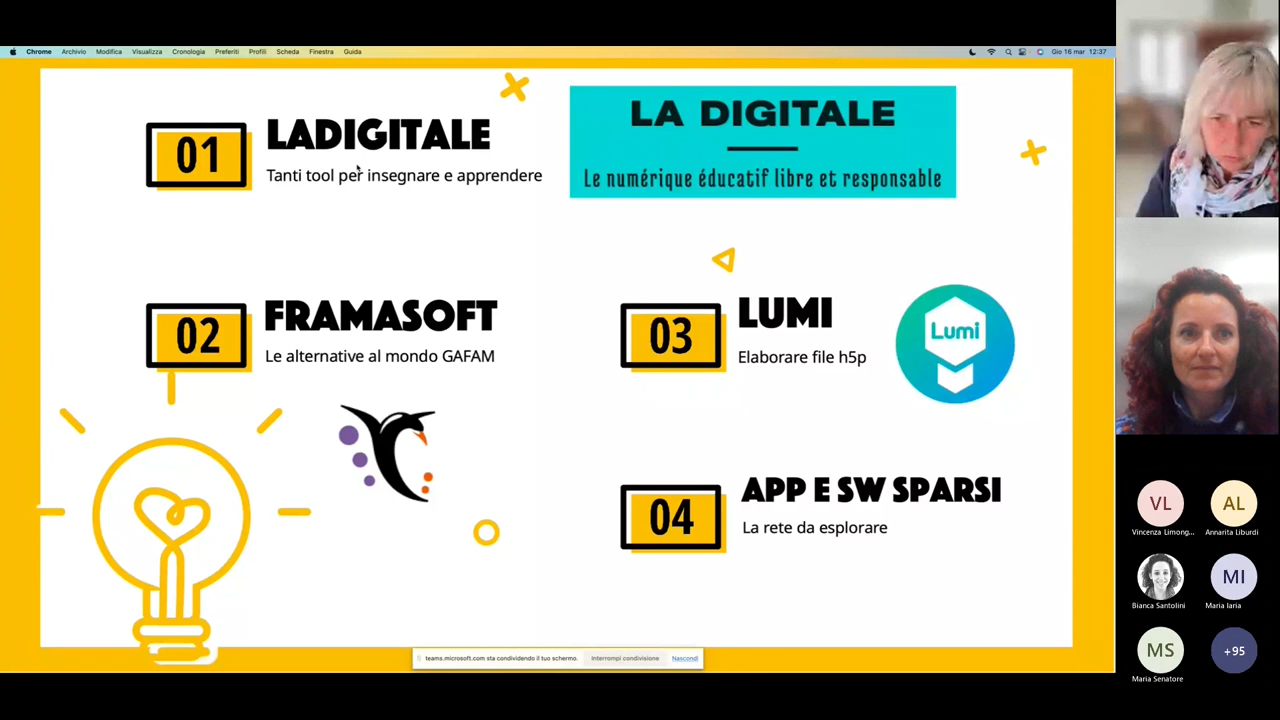 Chrome Archivio Modifica Visualizza Cronologia Preferiti Profili Scheda Finestra Guida
Gio 16 mar 12:37
01
LADIGITALE
Tanti tool per insegnare e apprendere
LA DIGITALE
Le numérique éducatif libre et responsable
02
FRAMASOFT
Le alternative al mondo GAFAM
03
LUMI
Elaborare file h5p
Lumi
04
APP E SW SPARSI
La rete da esplorare
teams.microsoft.com sta condividendo il tuo schermo. Interrompi condivisione Nascondi
VL
Vincenza Limong...
AL
Annarita Liburdi
Bianca Santolini
MI
Maria Iaria
MS
Maria Senatore
+95